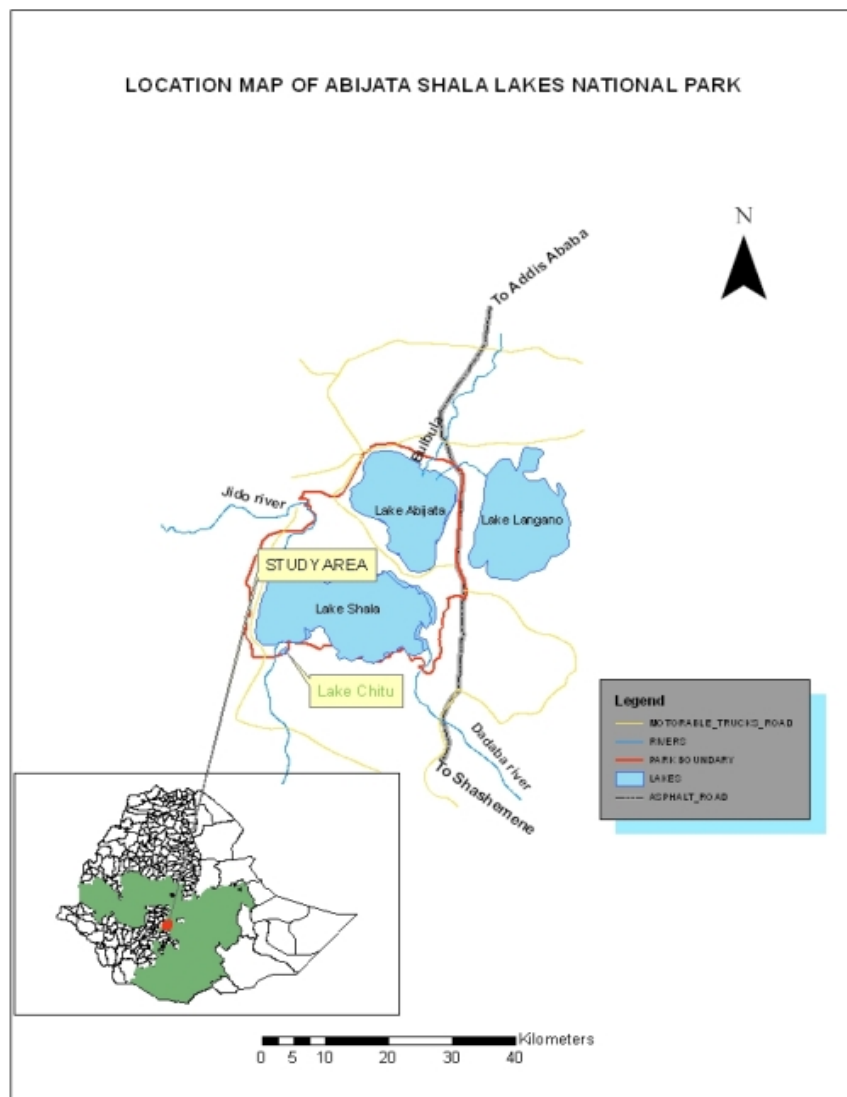 LOCATION MAP OF ABIJATA SHALA LAKES NATIONAL PARK
N
To Addis Ababa
Bulbula
Jido river
Lake Abijata
Lake Langano
STUDY AREA
Lake Shala
Lake Chitu
Dadaba river
To Shashemene
Legend
MOTORABLE_TRUCKS_ROAD
RIVERS
PARK BOUNDARY
LAKES
ASPHALT_ROAD
Kilometers
0 5 10 20 30 40